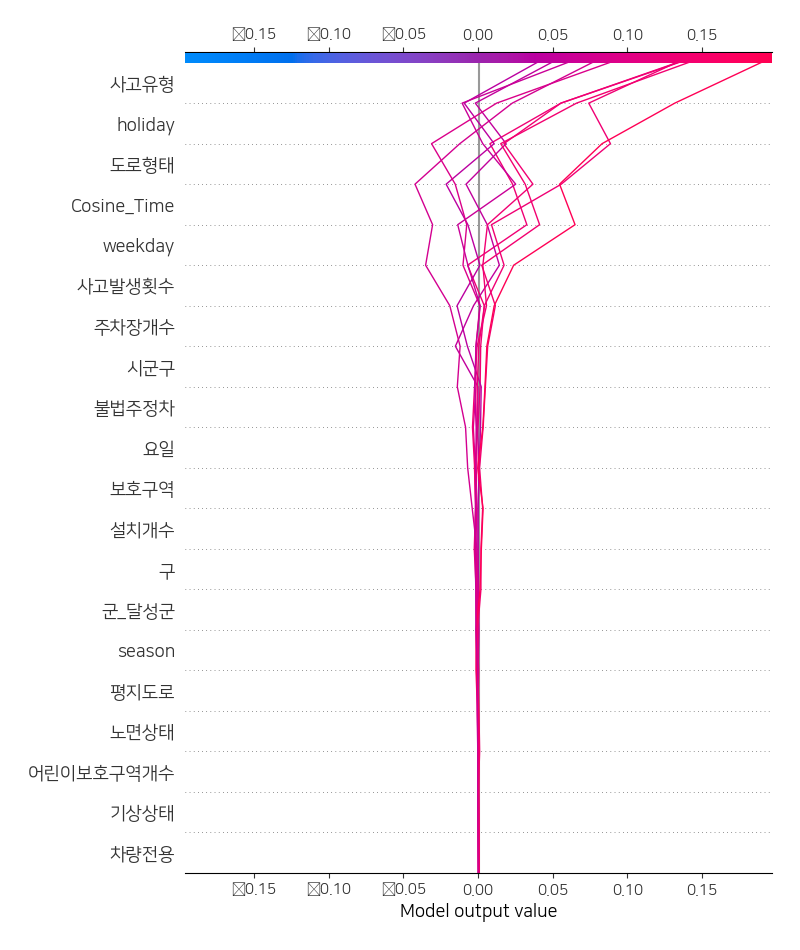 ☒0.15 ☒0.10 ☒0.05 0.00 0.05 0.10 0.15
사고유형
holiday
도로형태
Cosine_Time
weekday
사고발생횟수
주차장개수
시군구
불법주정차
요일
보호구역
설치개수
구
군_달성군
season
평지도로
노면상태
어린이보호구역개수
기상상태
차량전용
☒0.15 ☒0.10 ☒0.05 0.00 0.05 0.10 0.15
Model output value